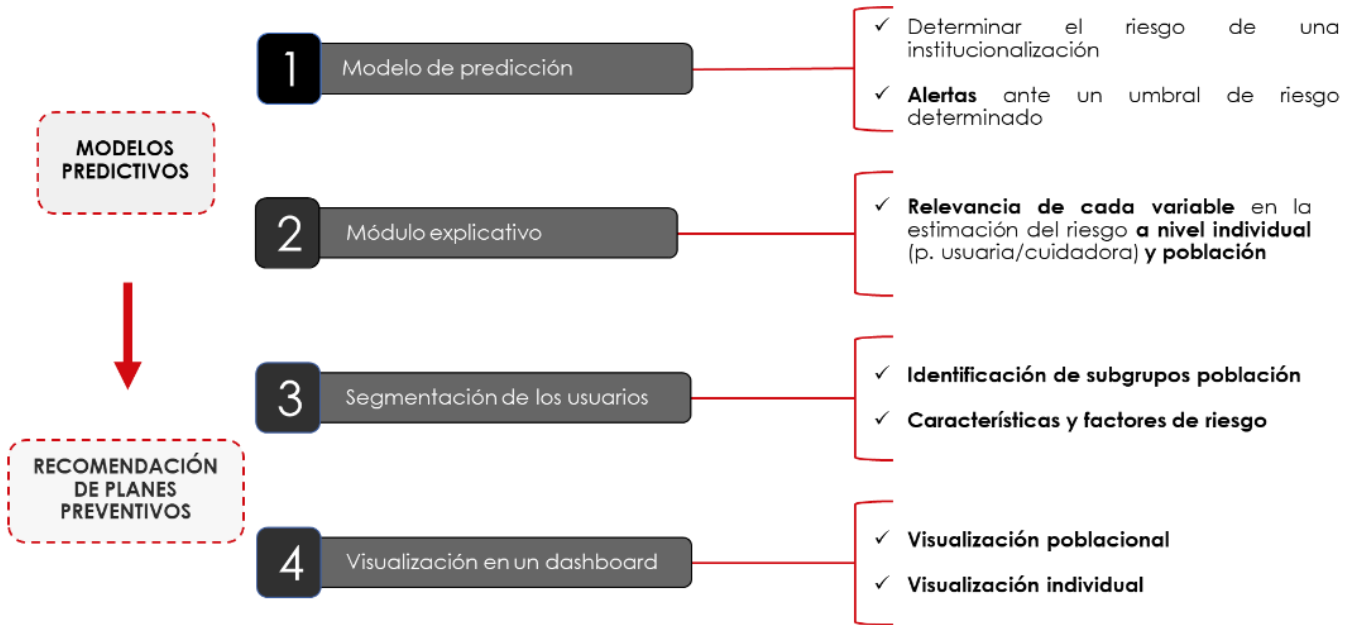 MODELOS
PREDICTIVOS
RECOMENDACIÓN
DE PLANES
PREVENTIVOS
1
Modelo de predicción
✓ Determinar el riesgo de una
institucionalización
✓ Alertas ante un umbral de riesgo
determinado
2
Módulo explicativo
✓ Relevancia de cada variable en la
estimación del riesgo a nivel individual
(p. usuaria/cuidadora) y población
3
Segmentación de los usuarios
✓ Identificación de subgrupos población
✓ Características y factores de riesgo
4
Visualización en un dashboard
✓ Visualización poblacional
✓ Visualización individual